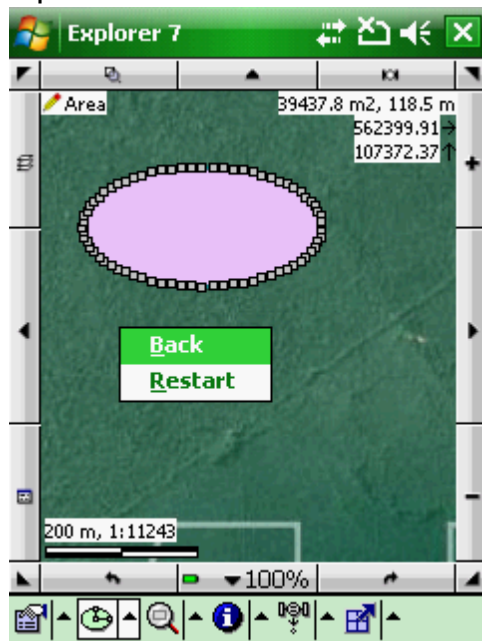 Explorer 7
Area
39437.8 m2, 118.5 m
562399.91
107372.37
Back
Restart
200 m, 1:11243
100%